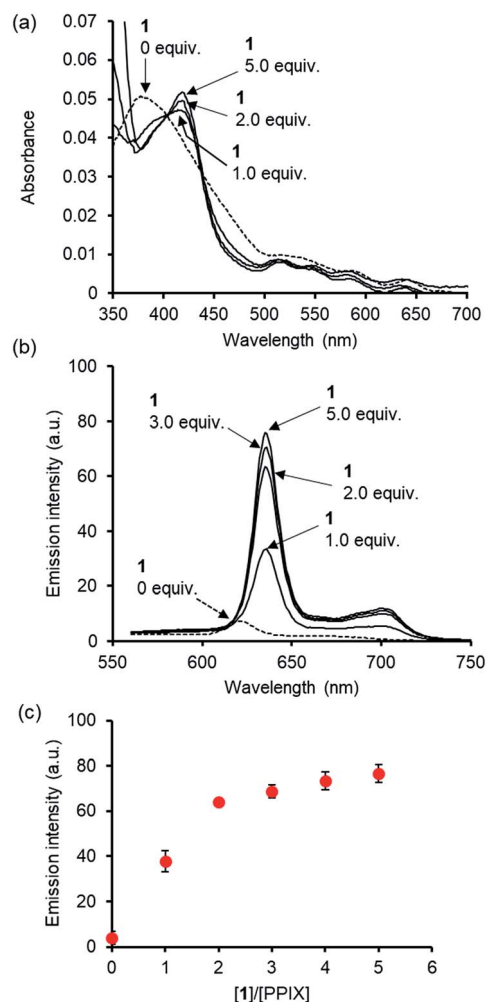 (a)
0.07
0.06
0.05
0.04
0.03
0.02
0.01
0
Absorbance
1
0 equiv.
1
5.0 equiv.
1
2.0 equiv.
1
1.0 equiv.
350 400 450 500 550 600 650 700
Wavelength (nm)
(b)
100
80
60
40
20
0
Emission intensity (a.u.)
1
3.0 equiv.
1
5.0 equiv.
1
2.0 equiv.
1
1.0 equiv.
1
0 equiv.
550 600 650 700 750
Wavelength (nm)
(c)
100
80
60
40
20
0
Emission intensity (a.u.)
0 1 2 3 4 5 6
[1]/[PPIX]